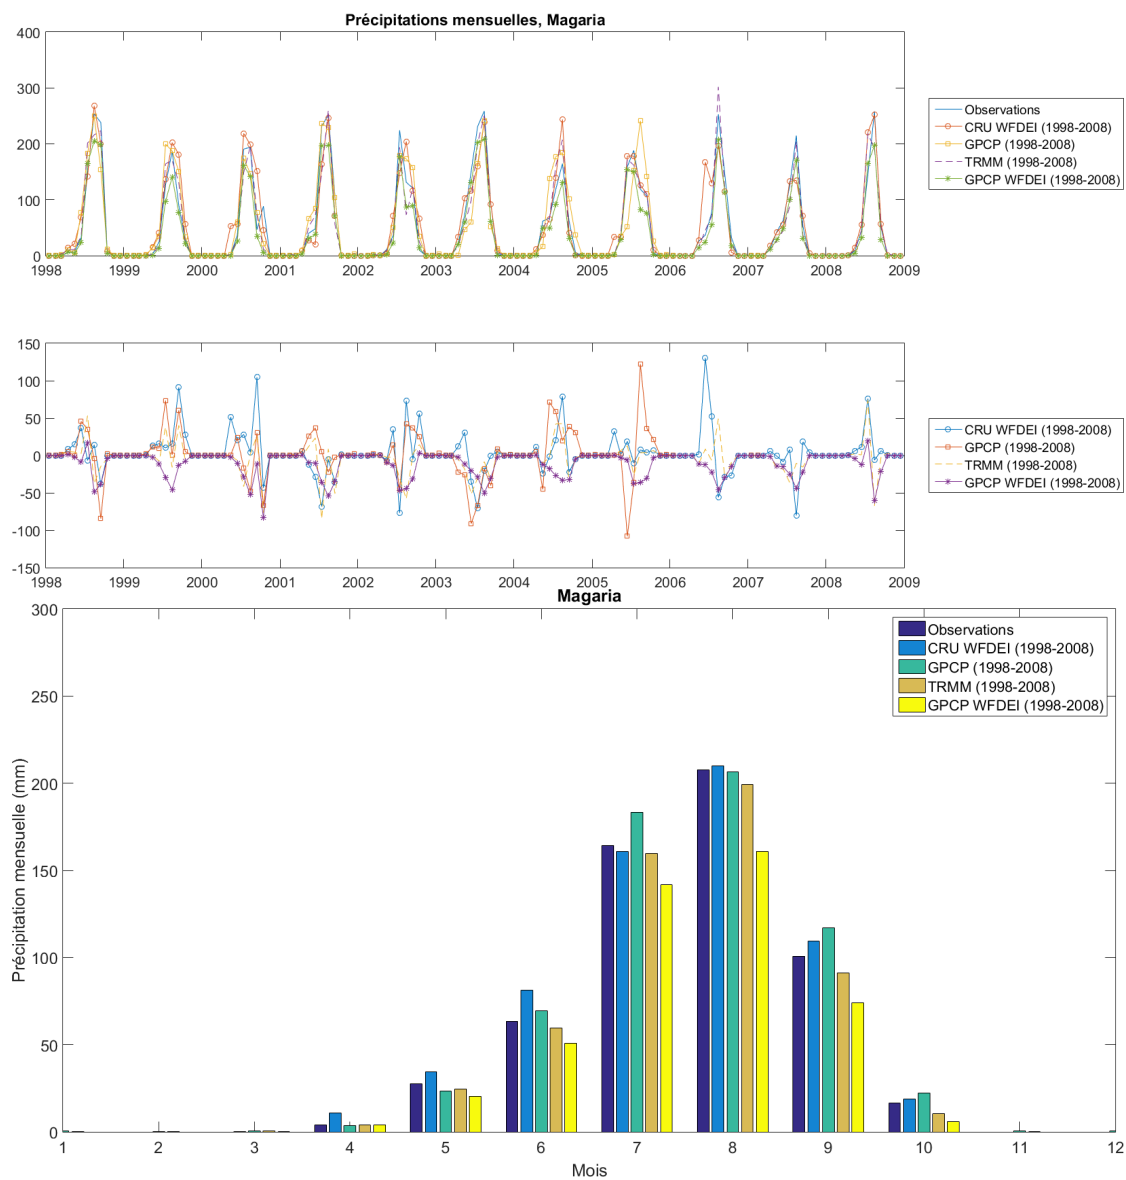 Précipitations mensuelles, Magaria
400
300
200
100
0
1998 1999 2000 2001 2002 2003 2004 2005 2006 2007 2008 2009
Observations
CRU WFDEI (1998-2008)
GPCP (1998-2008)
TRMM (1998-2008)
GPCP WFDEI (1998-2008)
150
100
50
0
-50
-100
-150
1998 1999 2000 2001 2002 2003 2004 2005 2006 2007 2008 2009
CRU WFDEI (1998-2008)
GPCP (1998-2008)
TRMM (1998-2008)
GPCP WFDEI (1998-2008)
Magaria
300
250
200
150
100
50
0
Précipitation mensuelle (mm)
Observations
CRU WFDEI (1998-2008)
GPCP (1998-2008)
TRMM (1998-2008)
GPCP WFDEI (1998-2008)
1 2 3 4 5 6 7 8 9 10 11 12
Mois